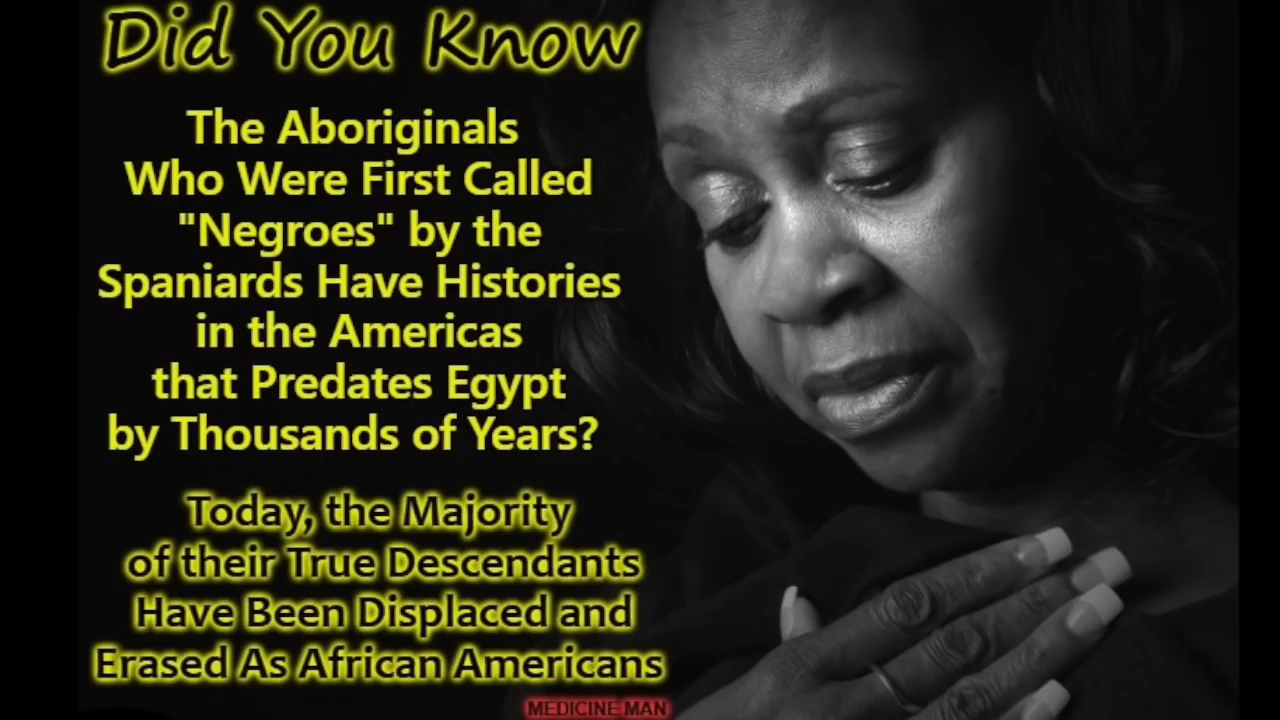 Did You Know
The Aboriginals
Who Were First Called
"Negroes" by the
Spaniards Have Histories
in the Americas
that Predates Egypt
by Thousands of Years?
Today, the Majority
of their True Descendants
Have Been Displaced and
Erased As African Americans
MEDICINE MAN